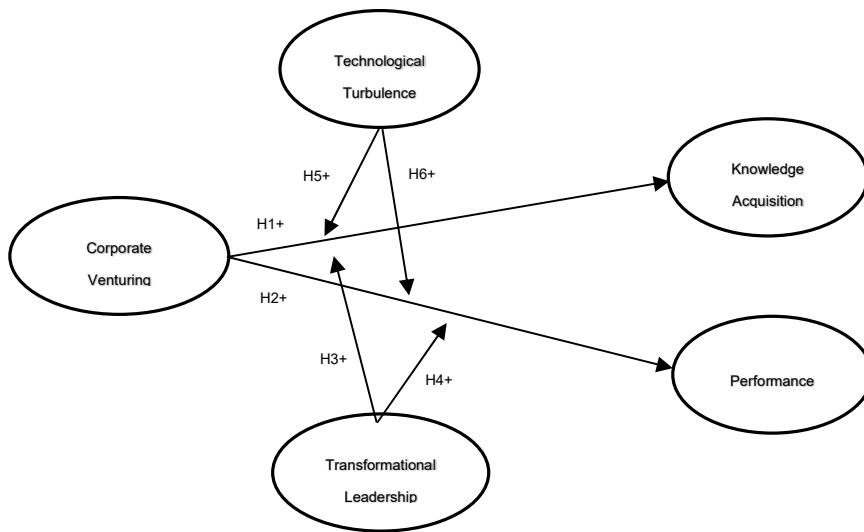 Technological
Turbulence
H5+
H6+
Knowledge
Acquisition
H1+
Corporate
Venturing
H2+
H3+
H4+
Performance
Transformational
Leadership